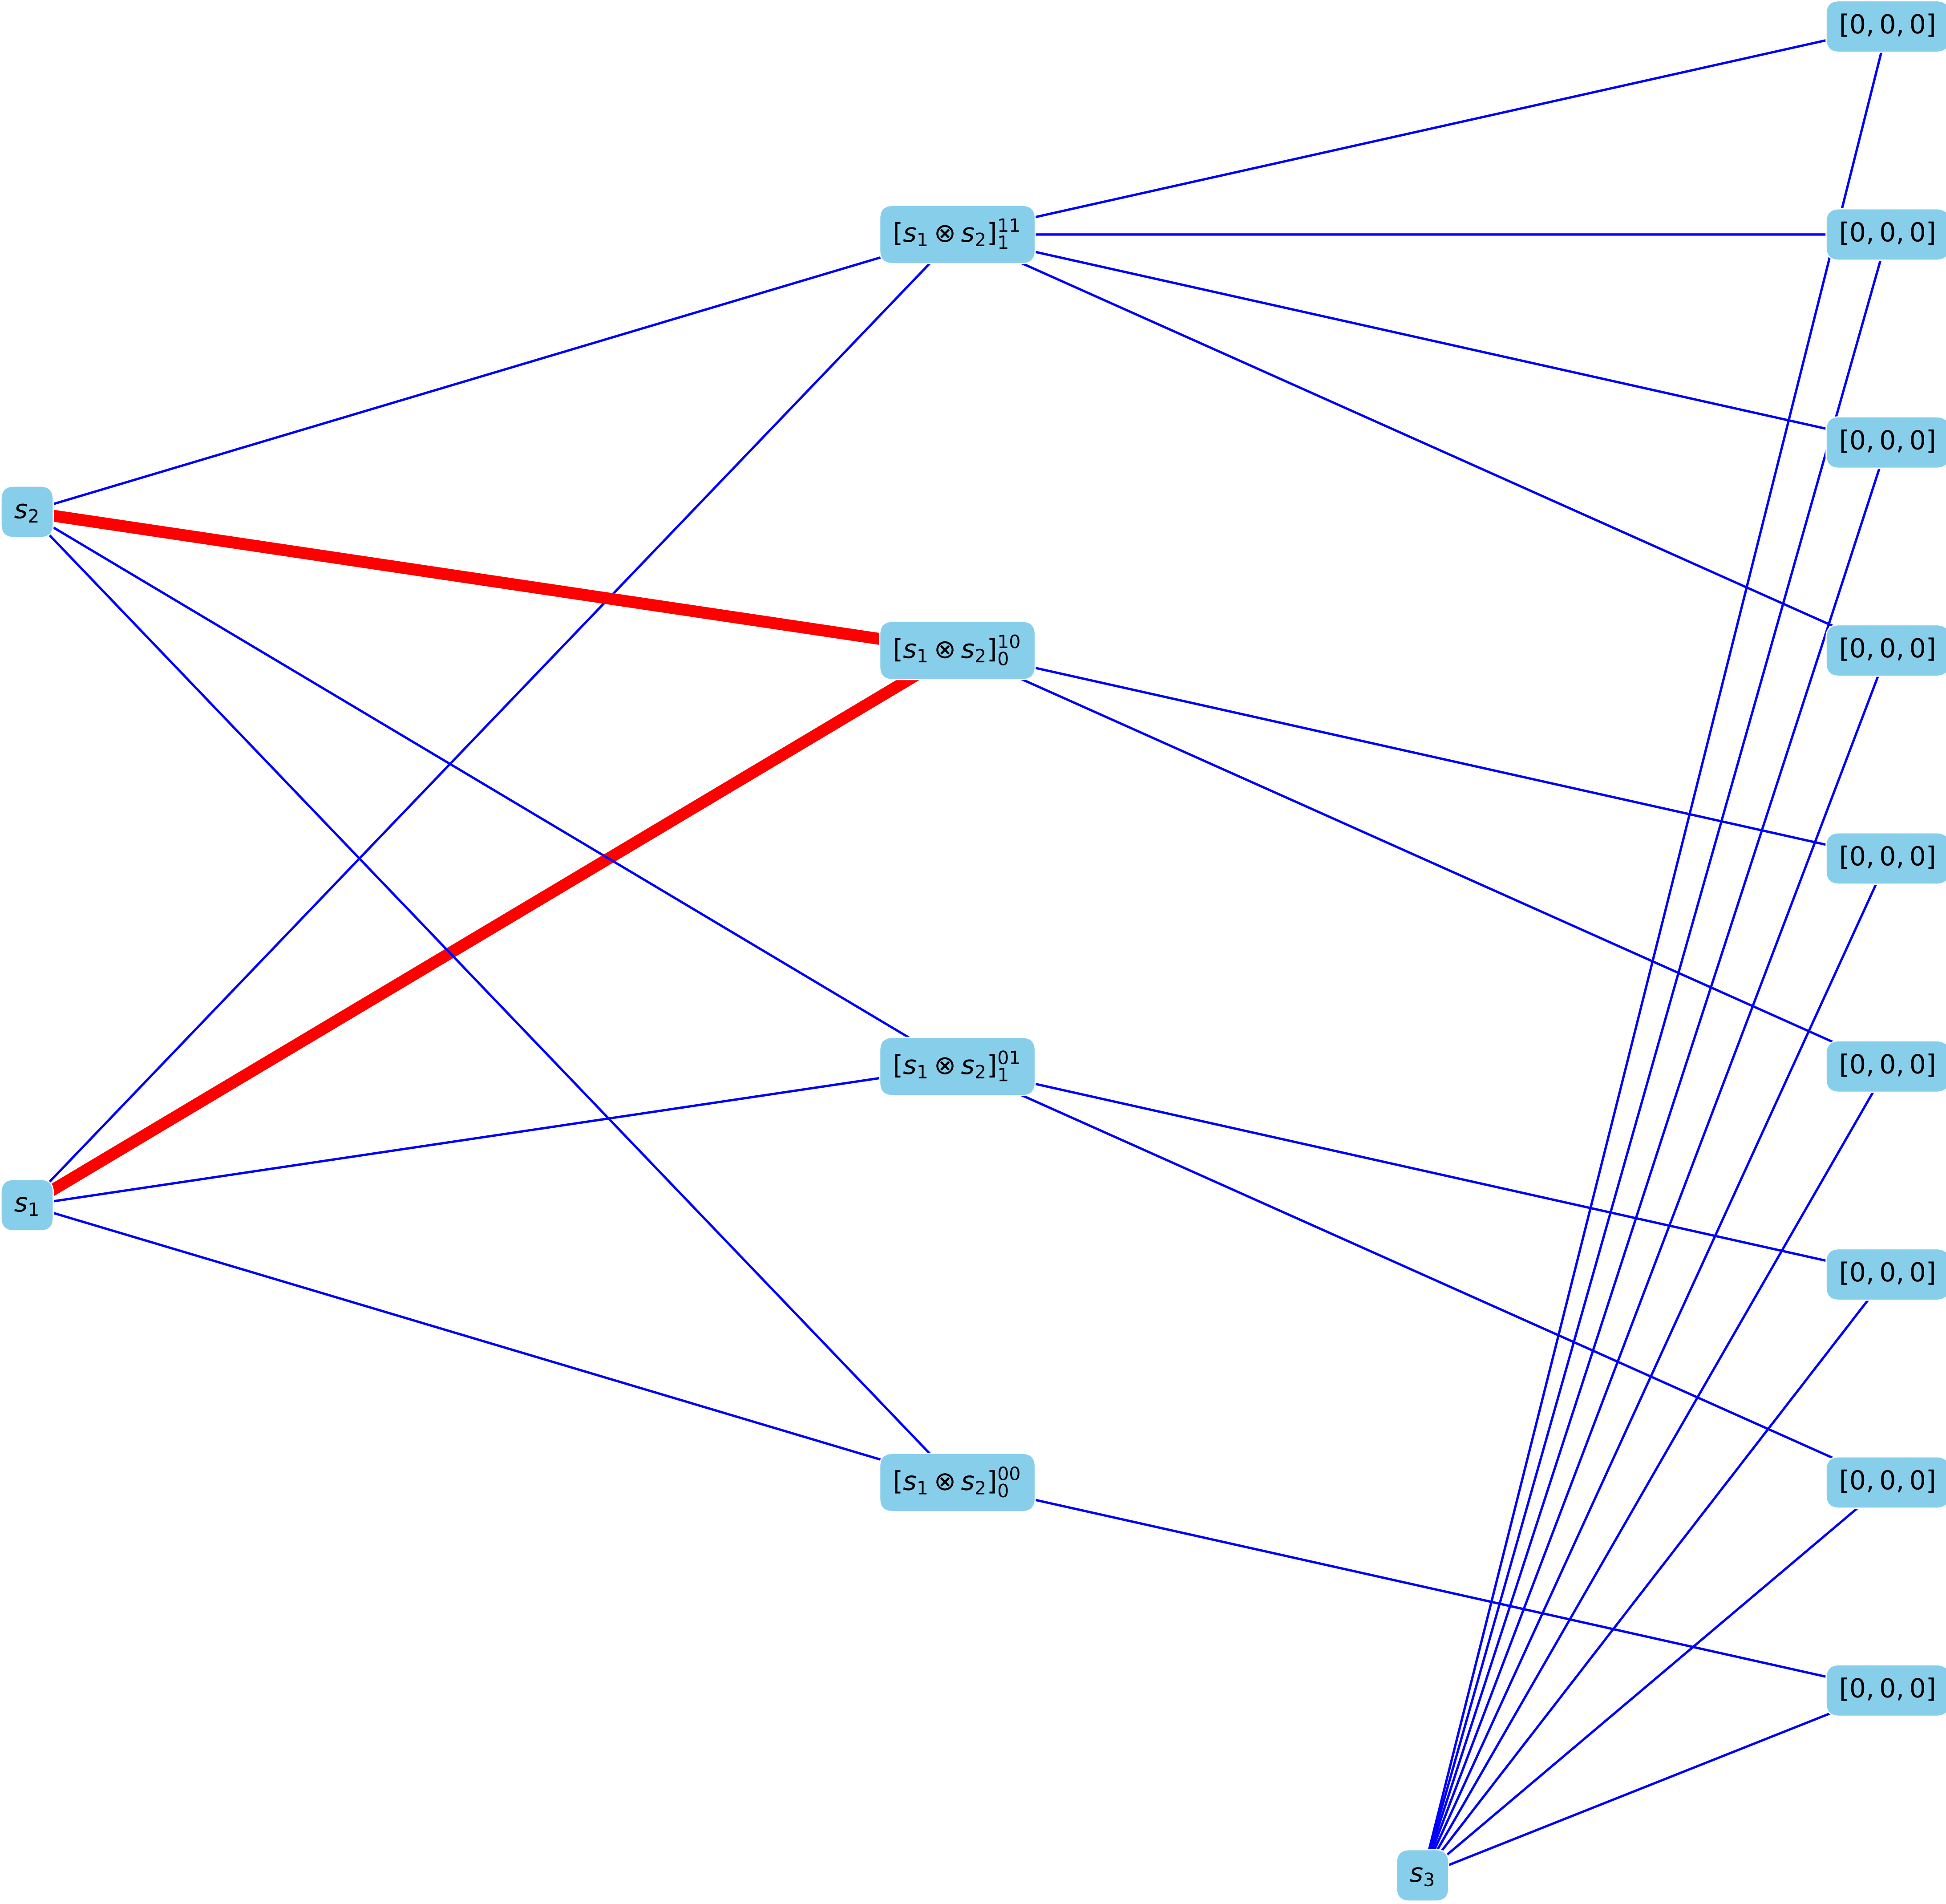 [0, 0, 0]
[s₁ ⊗ s₂]₁¹¹
[0, 0, 0]
[0, 0, 0]
s₂
[s₁ ⊗ s₂]₀¹⁰
[0, 0, 0]
[0, 0, 0]
[s₁ ⊗ s₂]₁⁰¹
[0, 0, 0]
s₁
[0, 0, 0]
[s₁ ⊗ s₂]₀⁰⁰
[0, 0, 0]
[0, 0, 0]
s₃